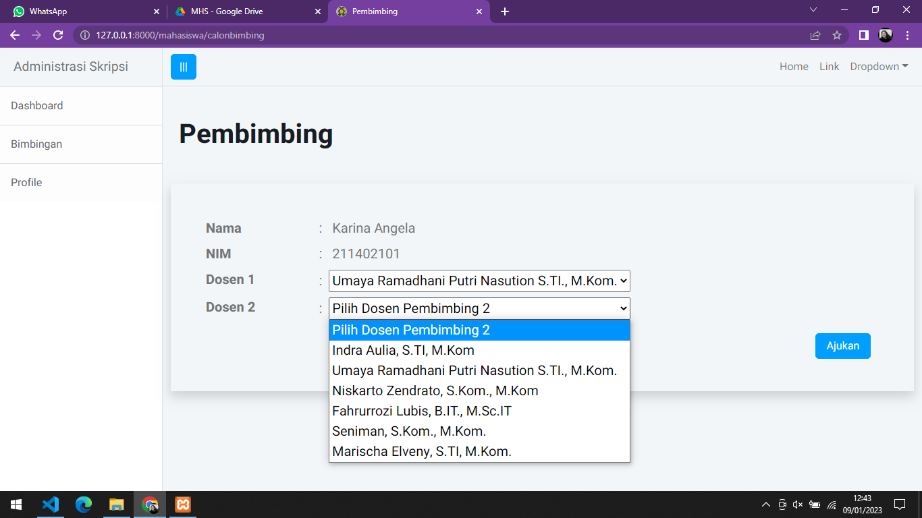 WhatsApp
MHS - Google Drive
Pembimbing
127.0.0.1:8000/mahasiswa/calonbimbing
Administrasi Skripsi
Home Link Dropdown
Dashboard
Bimbingan
Profile
Pembimbing
Nama : Karina Angela
NIM : 211402101
Dosen 1 : Umaya Ramadhani Putri Nasution S.TI., M.Kom.
Dosen 2 : Pilih Dosen Pembimbing 2
Pilih Dosen Pembimbing 2
Indra Aulia, S.TI, M.Kom
Umaya Ramadhani Putri Nasution S.TI., M.Kom.
Niskarto Zendrato, S.Kom., M.Kom
Fahrurrozi Lubis, B.IT., M.Sc.IT
Seniman, S.Kom., M.Kom.
Marischa Elveny, S.TI, M.Kom.
Ajukan
12:43
09/01/2023